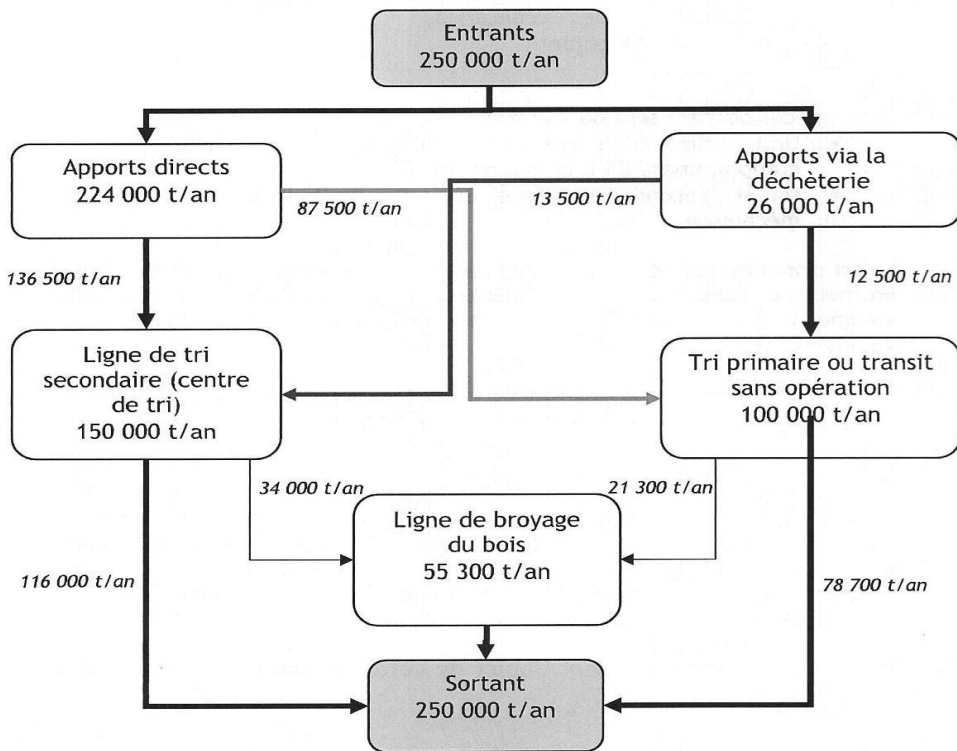 Entrants
250 000 t/an
Apports directs
224 000 t/an
Apports via la
déchèterie
26 000 t/an
87 500 t/an
13 500 t/an
136 500 t/an
12 500 t/an
Ligne de tri
secondaire (centre
de tri)
150 000 t/an
Tri primaire ou transit
sans opération
100 000 t/an
34 000 t/an
21 300 t/an
Ligne de broyage
du bois
55 300 t/an
116 000 t/an
78 700 t/an
Sortant
250 000 t/an